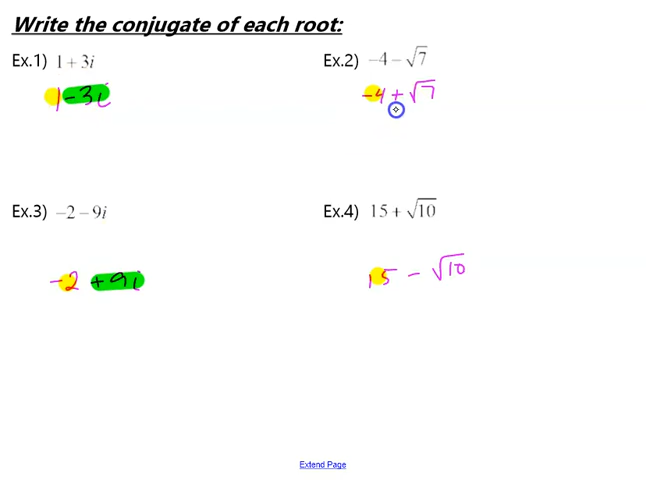 Write the conjugate of each root:
Ex.1) 1 + 3i
1 - 3i
Ex.2) -4 - √7
-4 + √7
Ex.3) -2 - 9i
-2 + 9i
Ex.4) 15 + √10
15 - √10
Extend Page